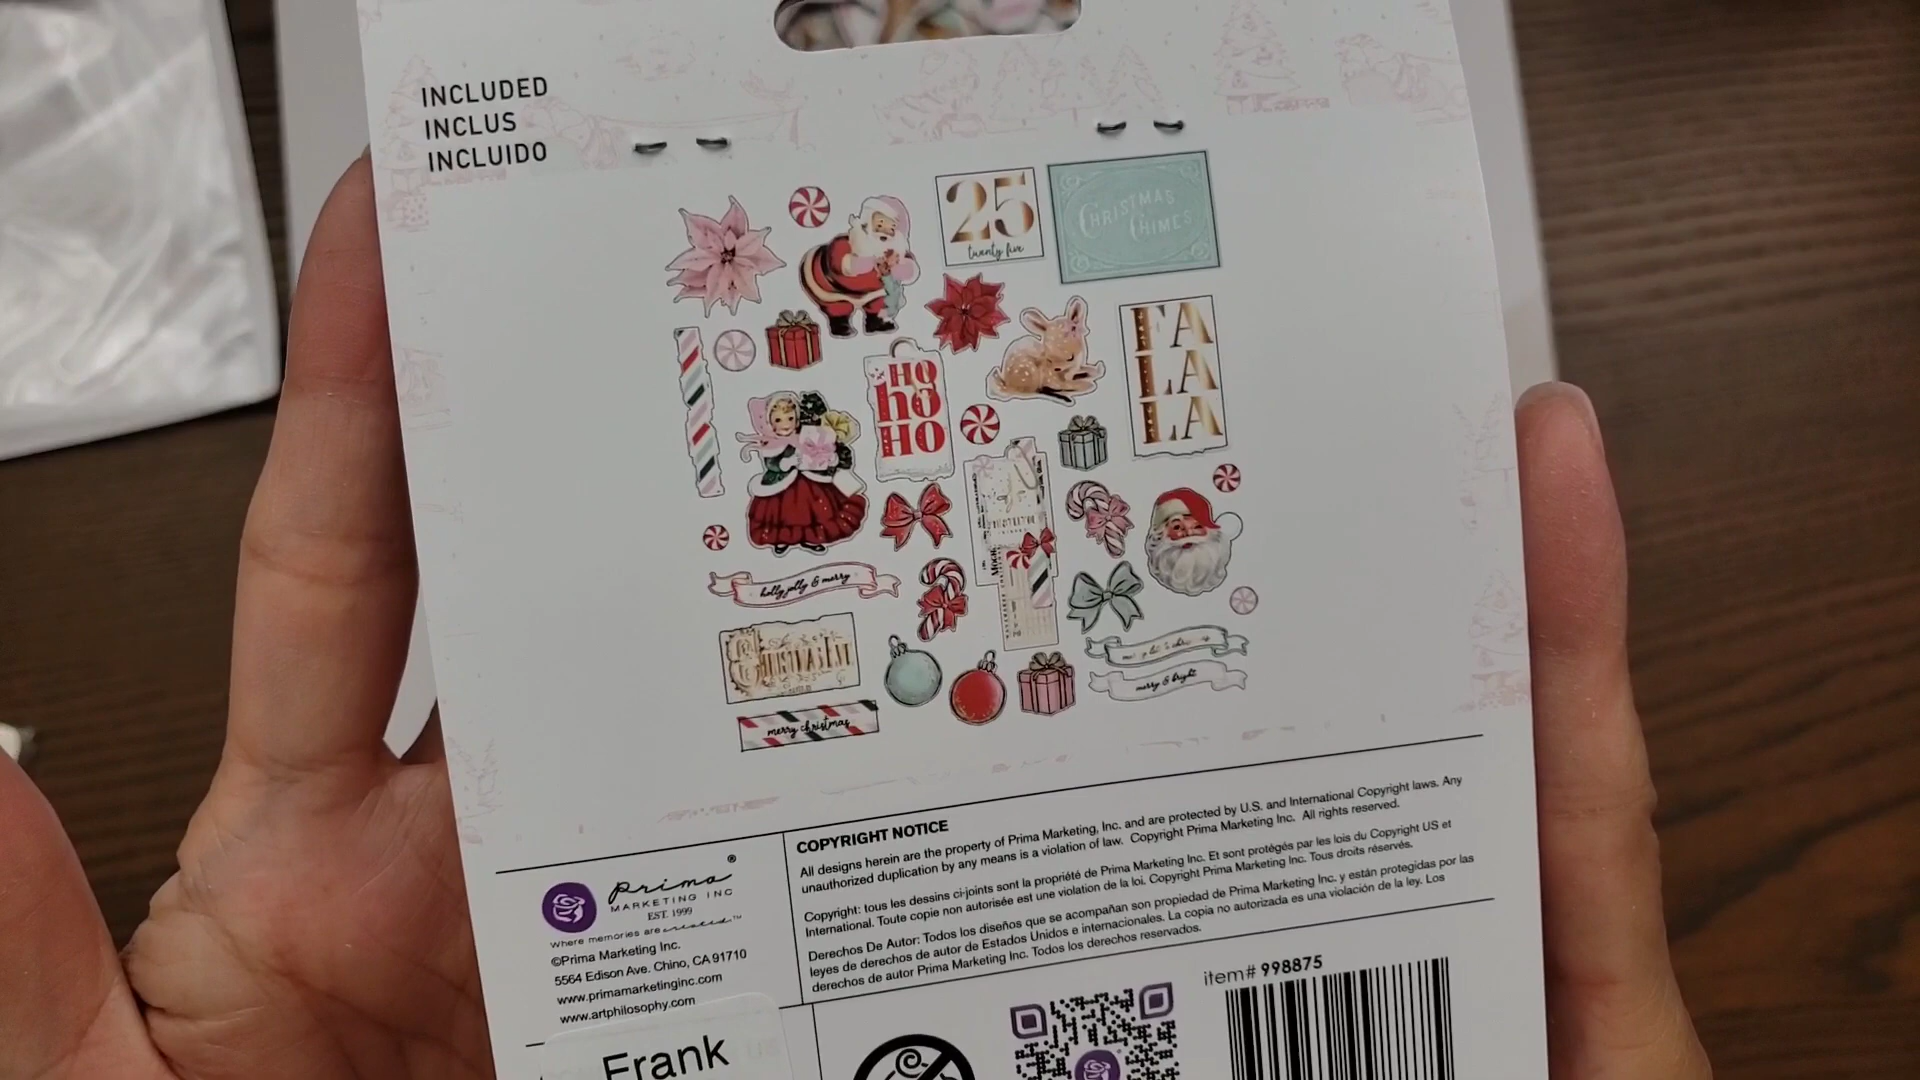 INCLUDED
INCLUS
INCLUIDO
25
twenty five
CHRISTMAS
CHIMES
FA
LA
LA
HO
HO
HO
holly jolly & merry
CHRISTMAS EVE
merry & bright
merry christmas
prima
MARKETING INC
EST. 1999
Where memories are created.™
©Prima Marketing Inc.
5564 Edison Ave. Chino, CA 91710
www.primamarketinginc.com
www.artphilosophy.com
COPYRIGHT NOTICE
All designs herein are the property of Prima Marketing, Inc. and are protected by U.S. and International Copyright laws. Any
unauthorized duplication by any means is a violation of law. Copyright Prima Marketing Inc. All rights reserved.
Copyright: tous les dessins ci-joints sont la propriété de Prima Marketing Inc. Et sont protégés par les lois du Copyright US et
International. Toute copie non autorisée est une violation de la loi. Copyright Prima Marketing Inc. Tous droits réservés.
Derechos De Autor: Todos los diseños que se acompañan son propiedad de Prima Marketing Inc. y están protegidas por las
leyes de derechos de autor de Estados Unidos e internacionales. La copia no autorizada es una violación de la ley. Los
derechos de autor Prima Marketing Inc. Todos los derechos reservados.
item# 998875
Frank